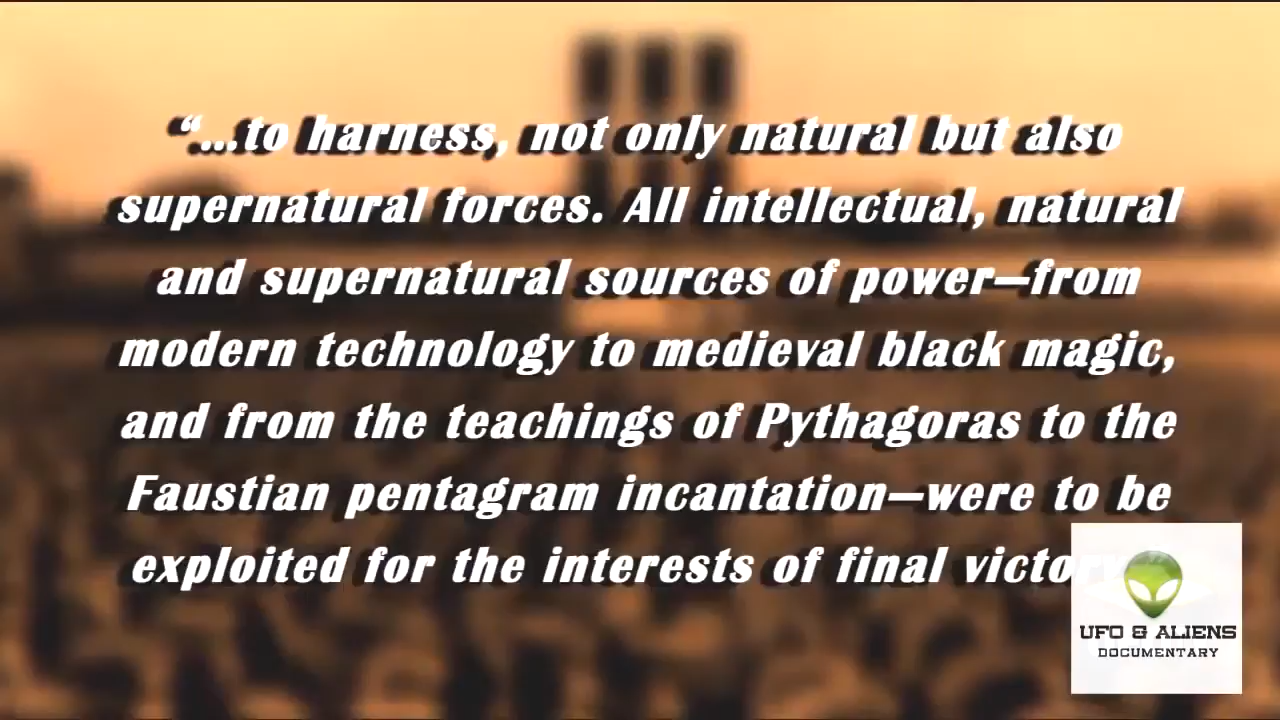 “...to harness, not only natural but also
supernatural forces. All intellectual, natural
and supernatural sources of power—from
modern technology to medieval black magic,
and from the teachings of Pythagoras to the
Faustian pentagram incantation—were to be
exploited for the interests of final victory
UFO & ALIENS
DOCUMENTARY